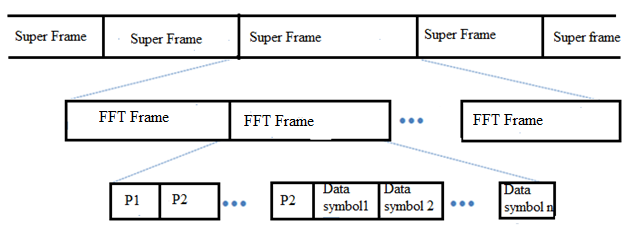 Super Frame Super Frame Super Frame Super Frame Super frame
FFT Frame FFT Frame FFT Frame
P1 P2 P2 Data symbol1 Data symbol 2 Data symbol n